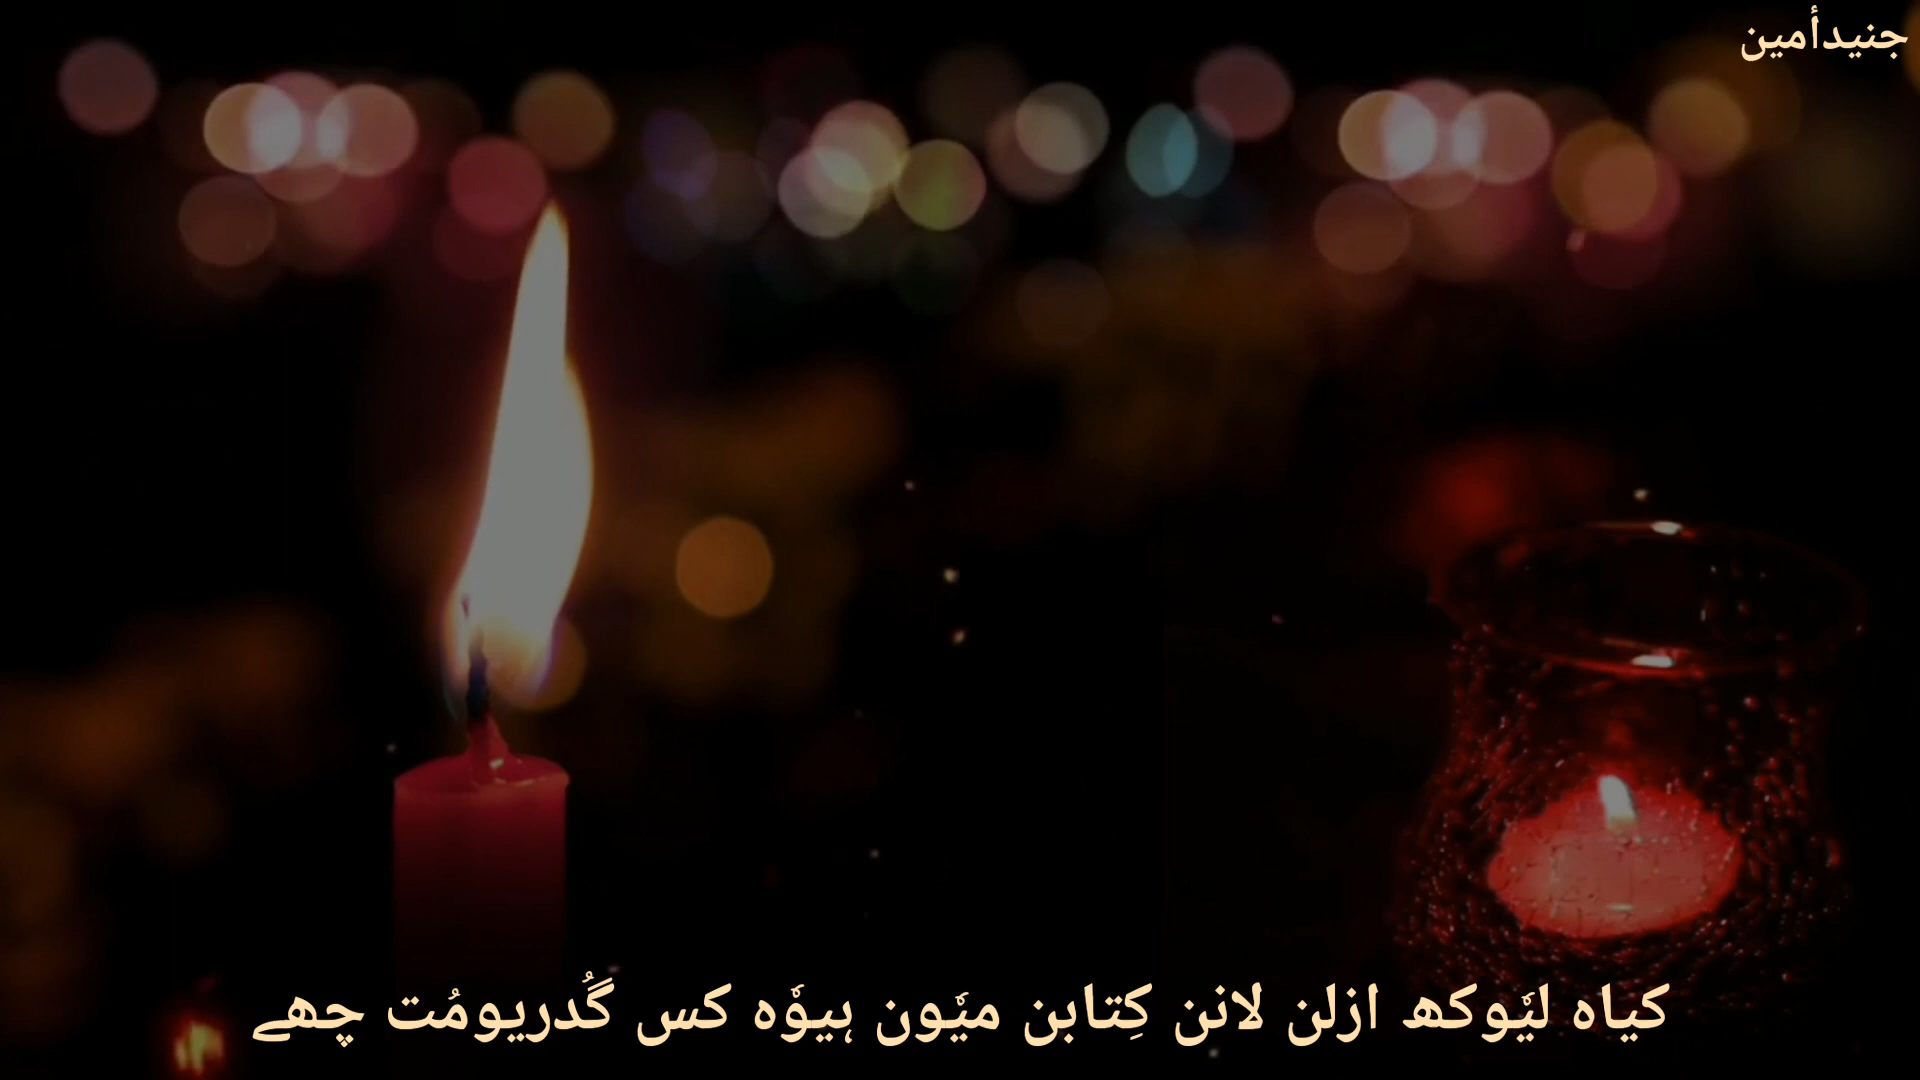 جنیدأمین
کیاہ لیٚوکھ ازلن لانن کِتابن میٚون ہیوٚہ کس گُدریومُت چھے